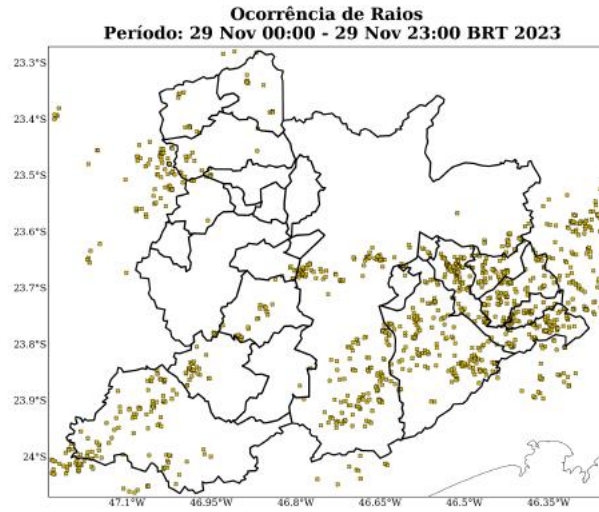 Ocorrência de Raios
Período: 29 Nov 00:00 - 29 Nov 23:00 BRT 2023
23.3°S
23.4°S
23.5°S
23.6°S
23.7°S
23.8°S
23.9°S
24°S
47.1°W
46.95°W
46.8°W
46.65°W
46.5°W
46.35°W